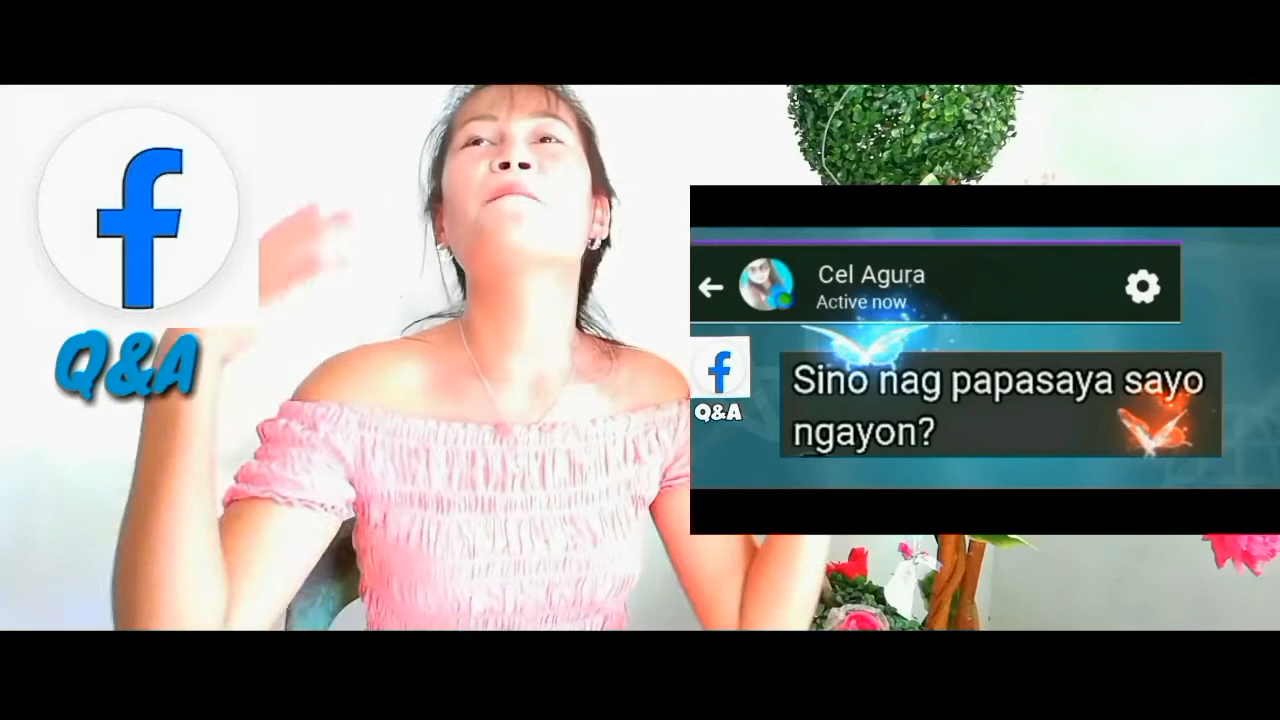 f
Q&A
Cel Agura
Active now
f
Q&A
Sino nag papasaya sayo
ngayon?